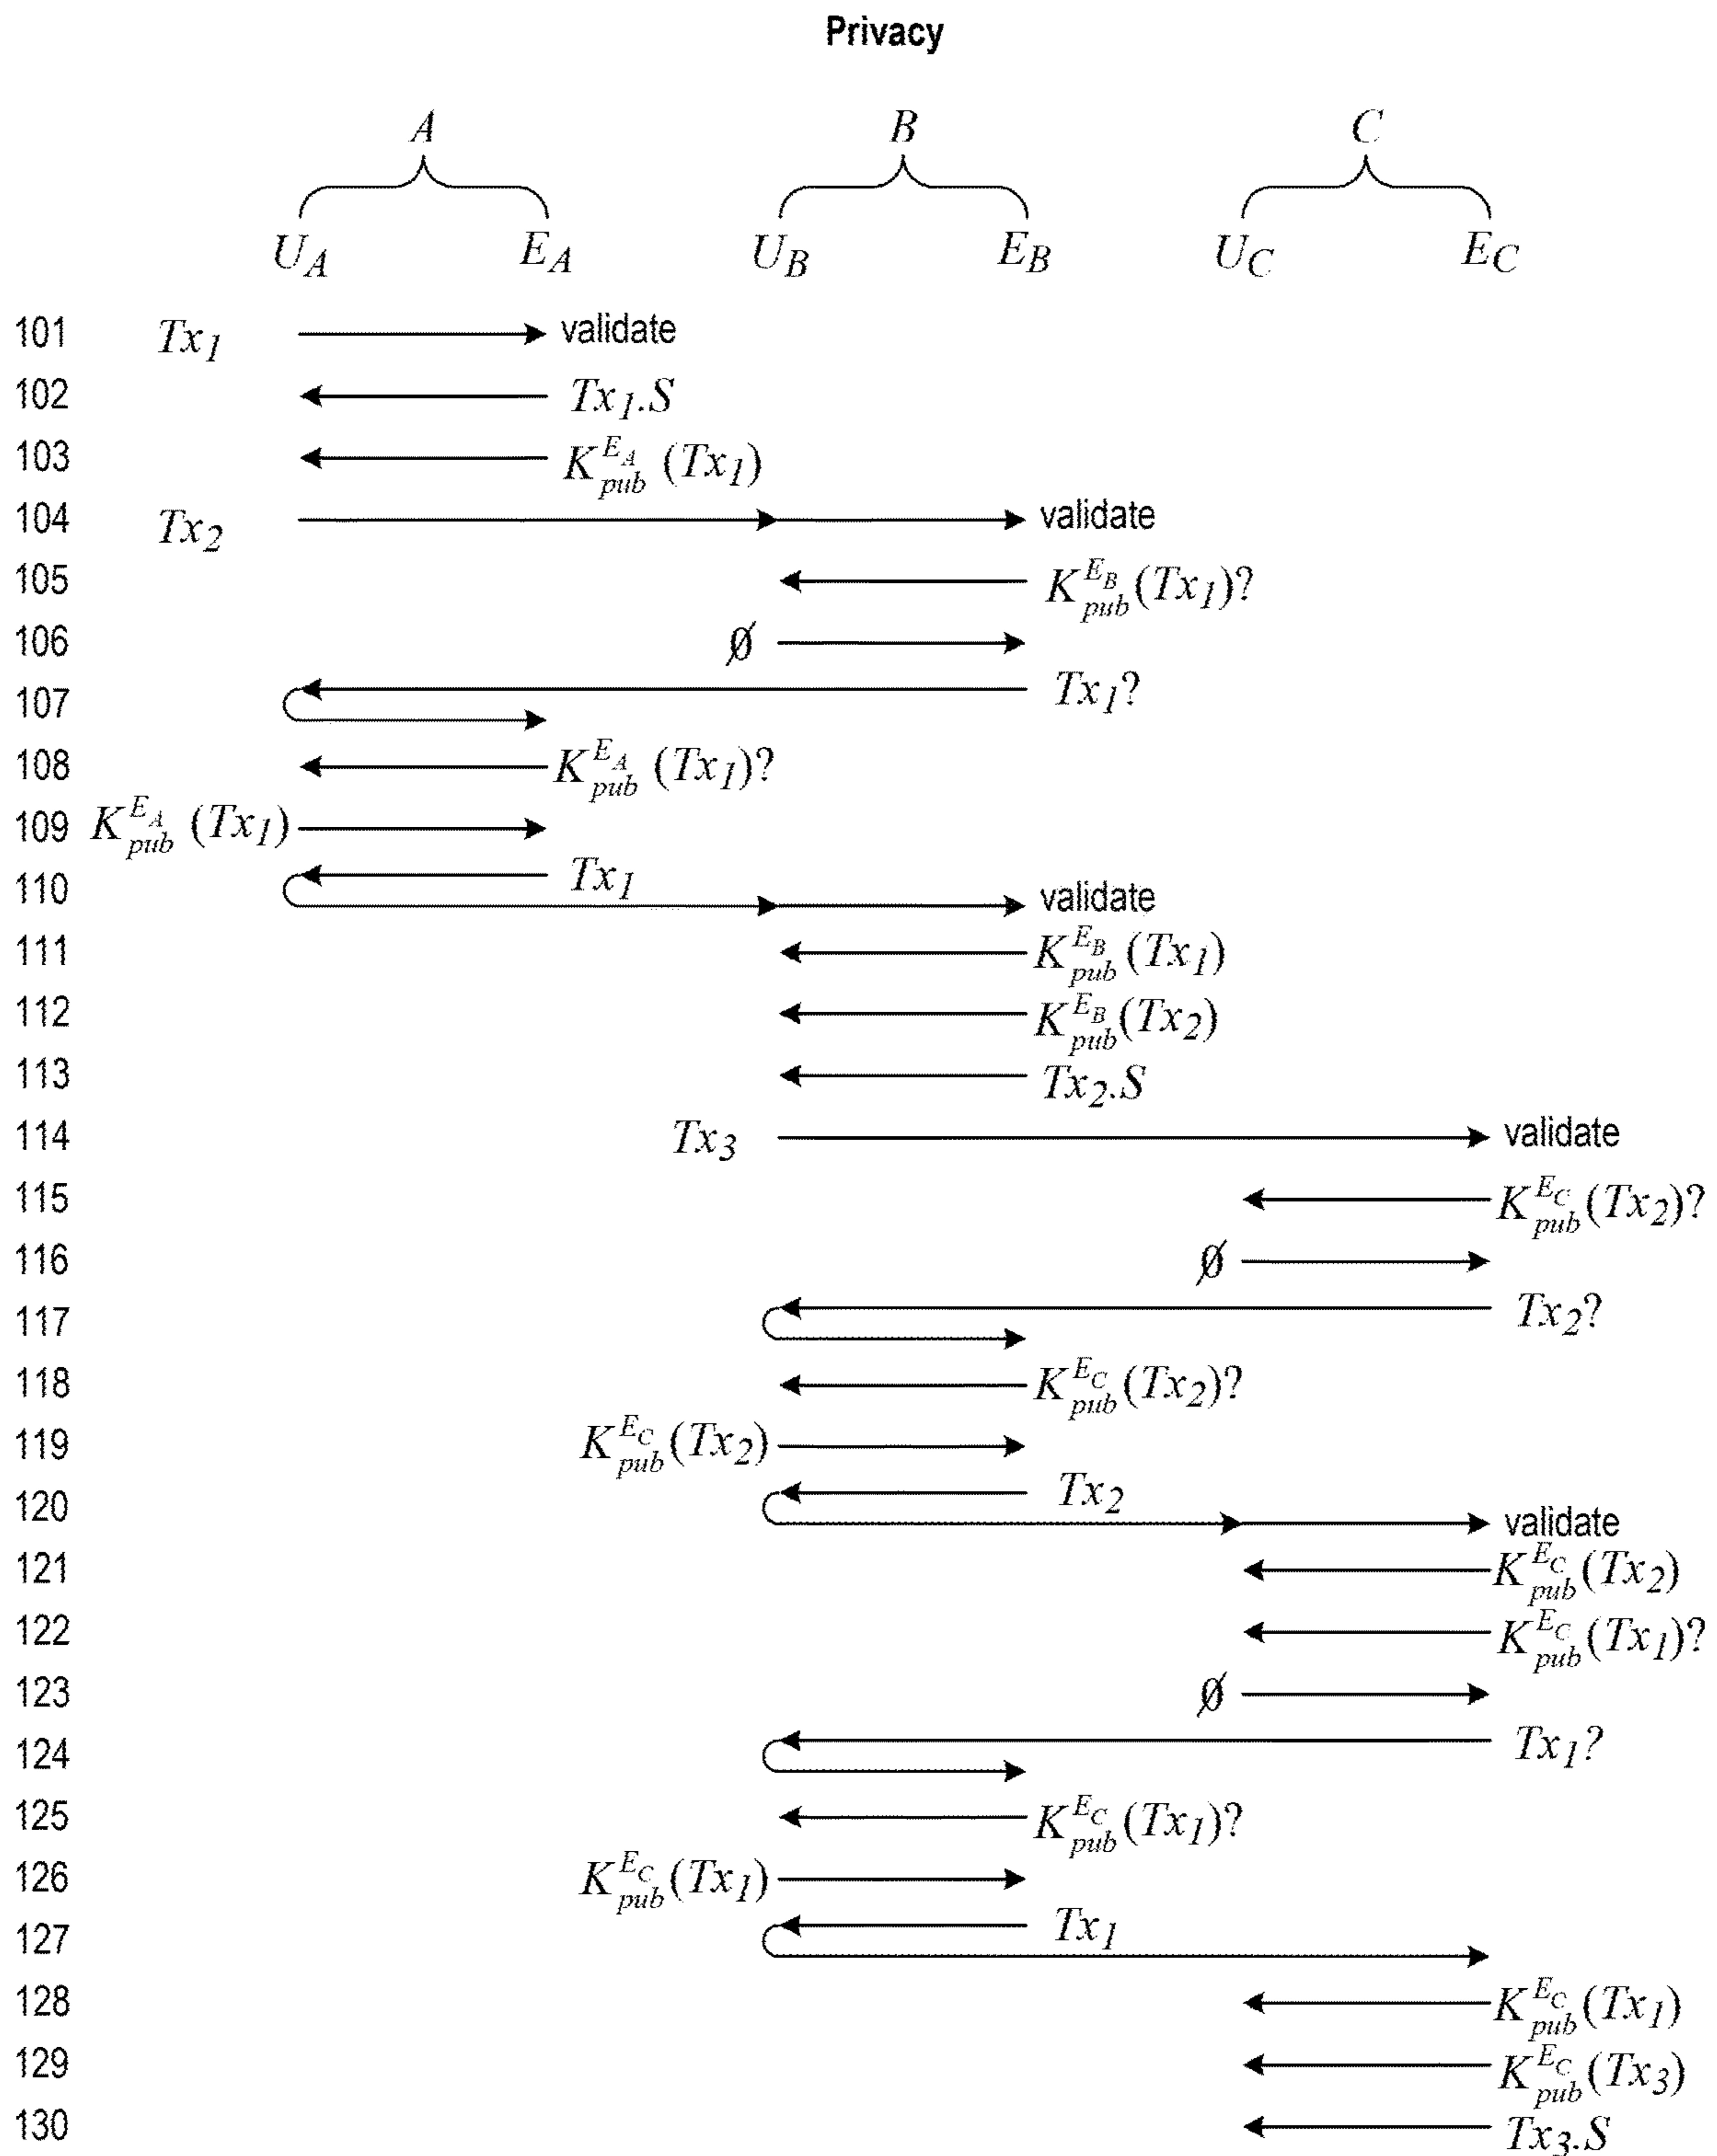 Privacy
A B C
U_A E_A U_B E_B U_C E_C
101 Tx_1 validate
102 Tx_1.S
103 K_pub^{E_A} (Tx_1)
104 Tx_2 validate
105 K_pub^{E_B}(Tx_1)?
106 ∅
107 Tx_1?
108 K_pub^{E_A} (Tx_1)?
109 K_pub^{E_A} (Tx_1)
110 Tx_1 validate
111 K_pub^{E_B}(Tx_1)
112 K_pub^{E_B}(Tx_2)
113 Tx_2.S
114 Tx_3 validate
115 K_pub^{E_C}(Tx_2)?
116 ∅
117 Tx_2?
118 K_pub^{E_C}(Tx_2)?
119 K_pub^{E_C}(Tx_2)
120 Tx_2 validate
121 K_pub^{E_C}(Tx_2)
122 K_pub^{E_C}(Tx_1)?
123 ∅
124 Tx_1?
125 K_pub^{E_C}(Tx_1)?
126 K_pub^{E_C}(Tx_1)
127 Tx_1
128 K_pub^{E_C}(Tx_1)
129 K_pub^{E_C}(Tx_3)
130 Tx_3.S